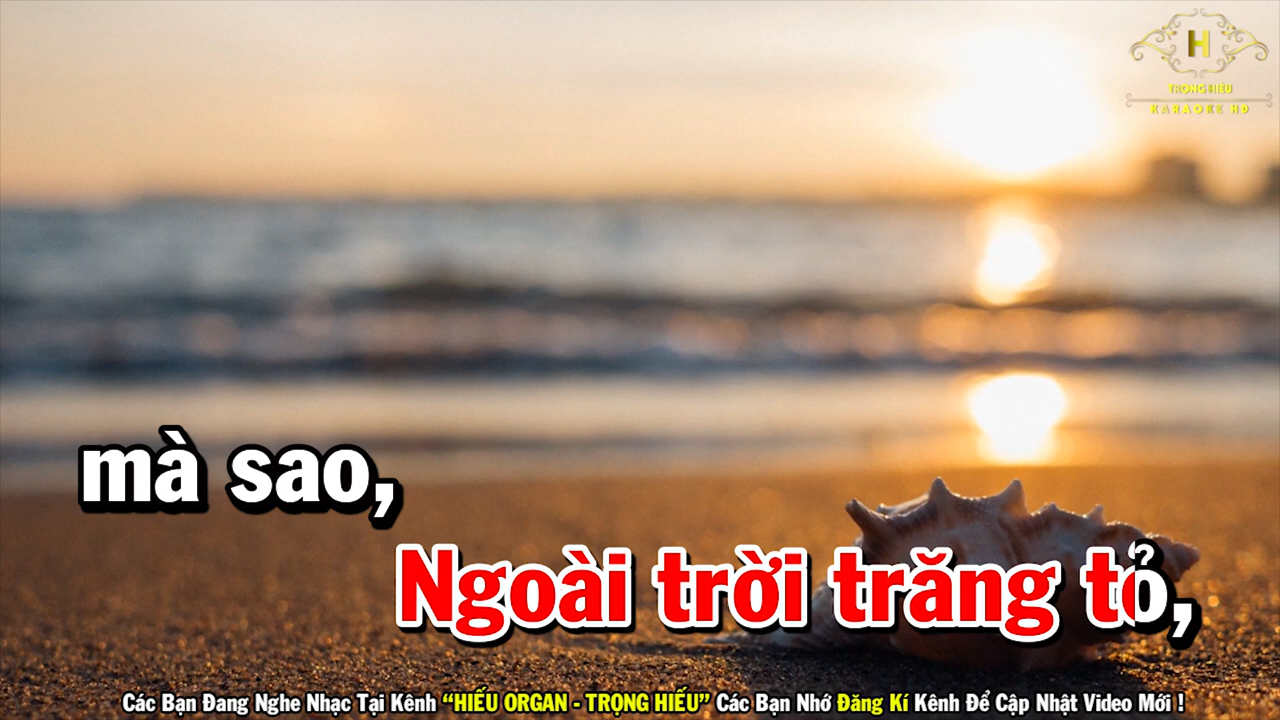 H
TRỌNG HIẾU
KARAOKE HD
mà sao,
Ngoài trời trăng tỏ,
Các Bạn Đang Nghe Nhạc Tại Kênh “HIẾU ORGAN - TRỌNG HIẾU” Các Bạn Nhớ Đăng Kí Kênh Để Cập Nhật Video Mới !